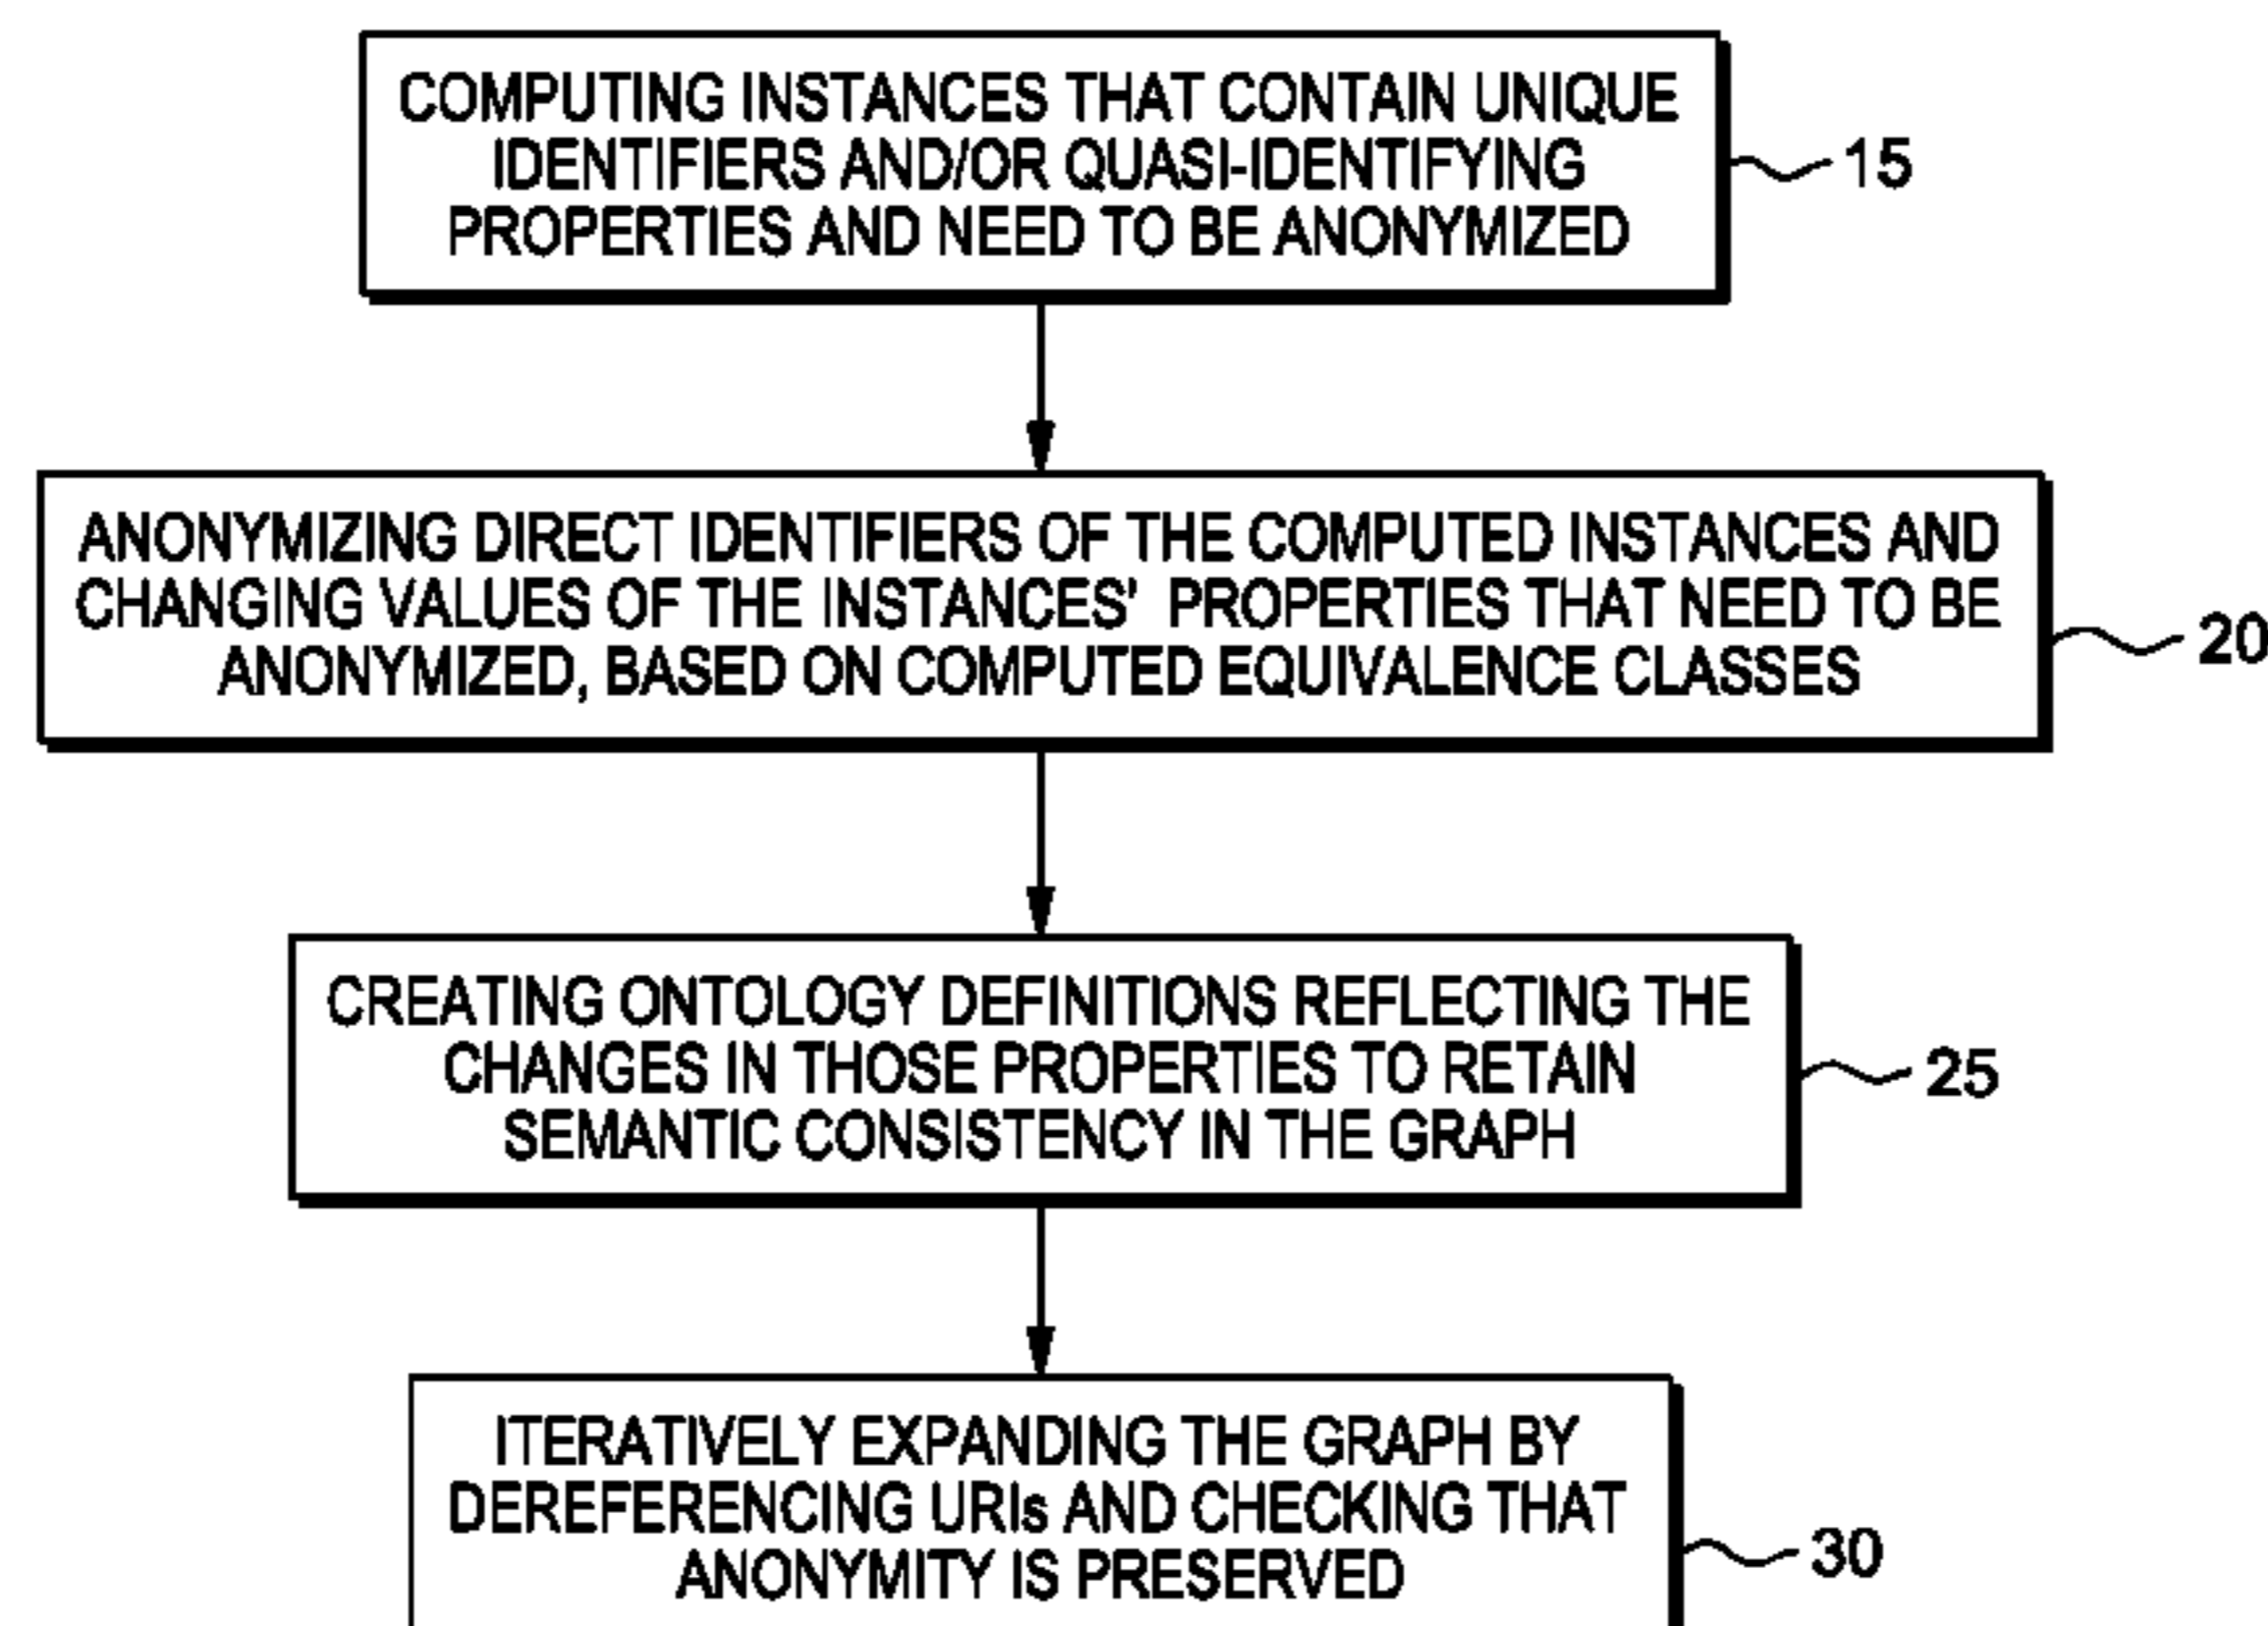 COMPUTING INSTANCES THAT CONTAIN UNIQUE
IDENTIFIERS AND/OR QUASI-IDENTIFYING
PROPERTIES AND NEED TO BE ANONYMIZED
15
ANONYMIZING DIRECT IDENTIFIERS OF THE COMPUTED INSTANCES AND
CHANGING VALUES OF THE INSTANCES' PROPERTIES THAT NEED TO BE
ANONYMIZED, BASED ON COMPUTED EQUIVALENCE CLASSES
20
CREATING ONTOLOGY DEFINITIONS REFLECTING THE
CHANGES IN THOSE PROPERTIES TO RETAIN
SEMANTIC CONSISTENCY IN THE GRAPH
25
ITERATIVELY EXPANDING THE GRAPH BY
DEREFERENCING URIs AND CHECKING THAT
ANONYMITY IS PRESERVED
30